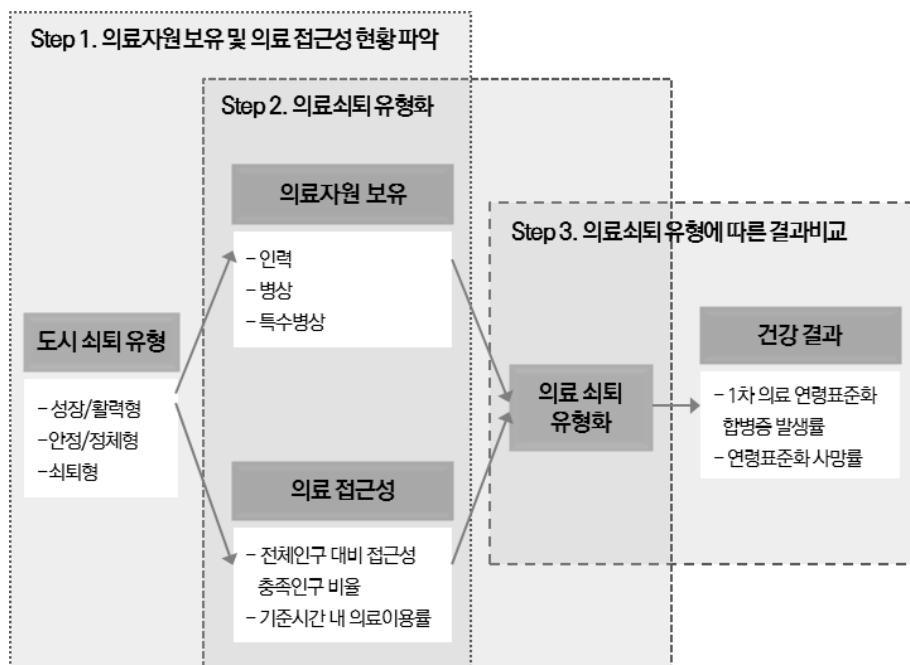 Step 1. 의료자원 보유 및 의료 접근성 현황 파악
Step 2. 의료쇠퇴 유형화
의료자원 보유
- 인력
- 병상
- 특수병상
Step 3. 의료쇠퇴 유형에 따른 결과비교
도시 쇠퇴 유형
- 성장/활력형
-안정/정체형
-쇠퇴형
의료 쇠퇴
유형화
건강 결과
- 1차 의료 연령표준화
합병증 발생률
- 연령표준화 사망률
의료 접근성
- 전체인구 대비 접근성
충족인구 비율
- 기준시간 내 의료이용률